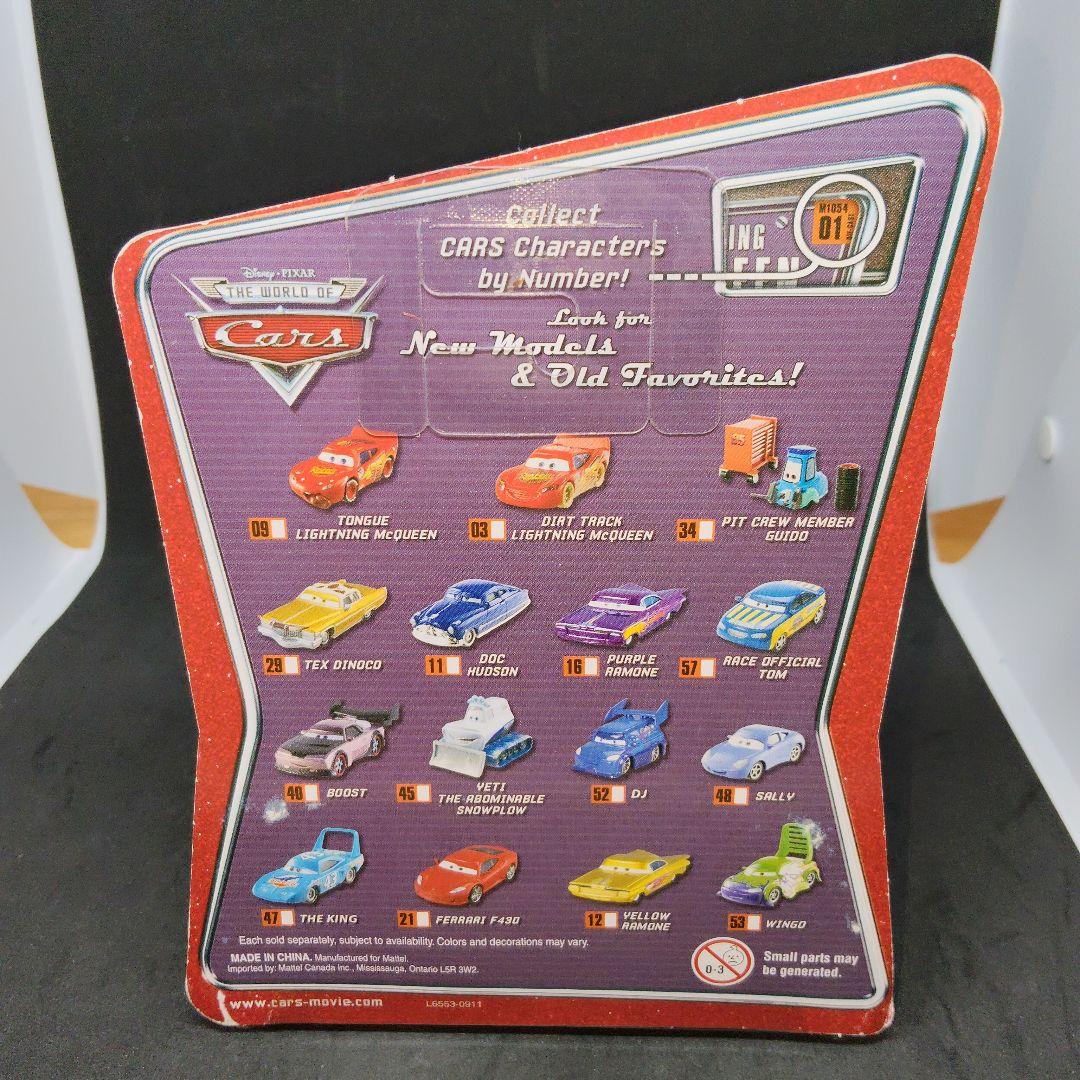 Collect
CARS Characters
by Number!
ING
EEN
M1054
01
Disney · PIXAR
THE WORLD OF
Cars
Look for
New Models
& Old Favorites!
09 TONGUE
LIGHTNING McQUEEN
03 DIRT TRACK
LIGHTNING McQUEEN
34 PIT CREW MEMBER
GUIDO
29 TEX DINOCO
11 DOC
HUDSON
16 PURPLE
RAMONE
57 RACE OFFICIAL
TOM
40 BOOST
45 YETI
THE ABOMINABLE
SNOWPLOW
52 DJ
48 SALLY
47 THE KING
21 FERRARI F430
12 YELLOW
RAMONE
53 WINGO
Each sold separately, subject to availability. Colors and decorations may vary.
MADE IN CHINA. Manufactured for Mattel.
Imported by: Mattel Canada Inc., Mississauga, Ontario L5R 3W2.
0-3
Small parts may
be generated.
www.cars-movie.com
L6553-0911